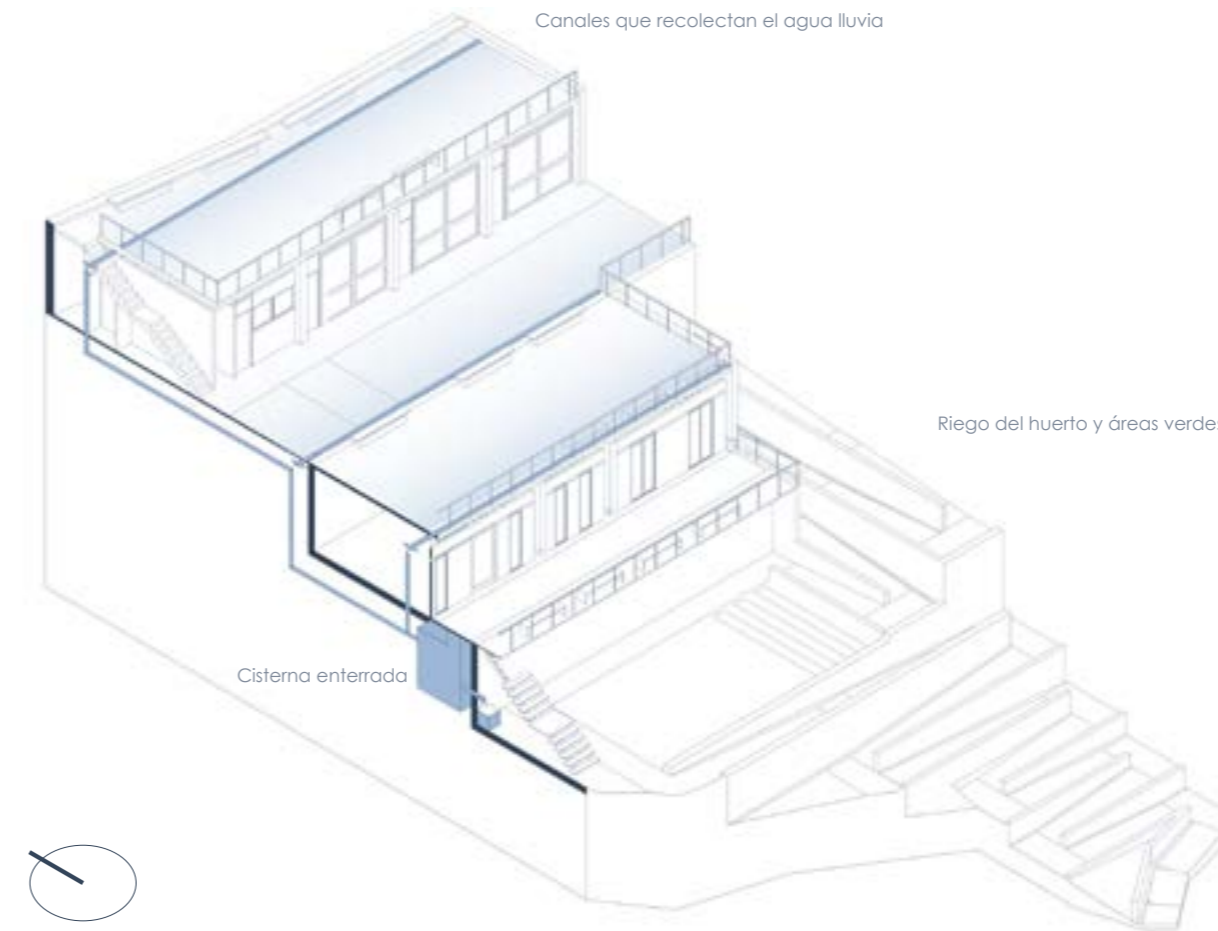 Canales que recolectan el agua lluvia
Riego del huerto y áreas verdes
Cisterna enterrada